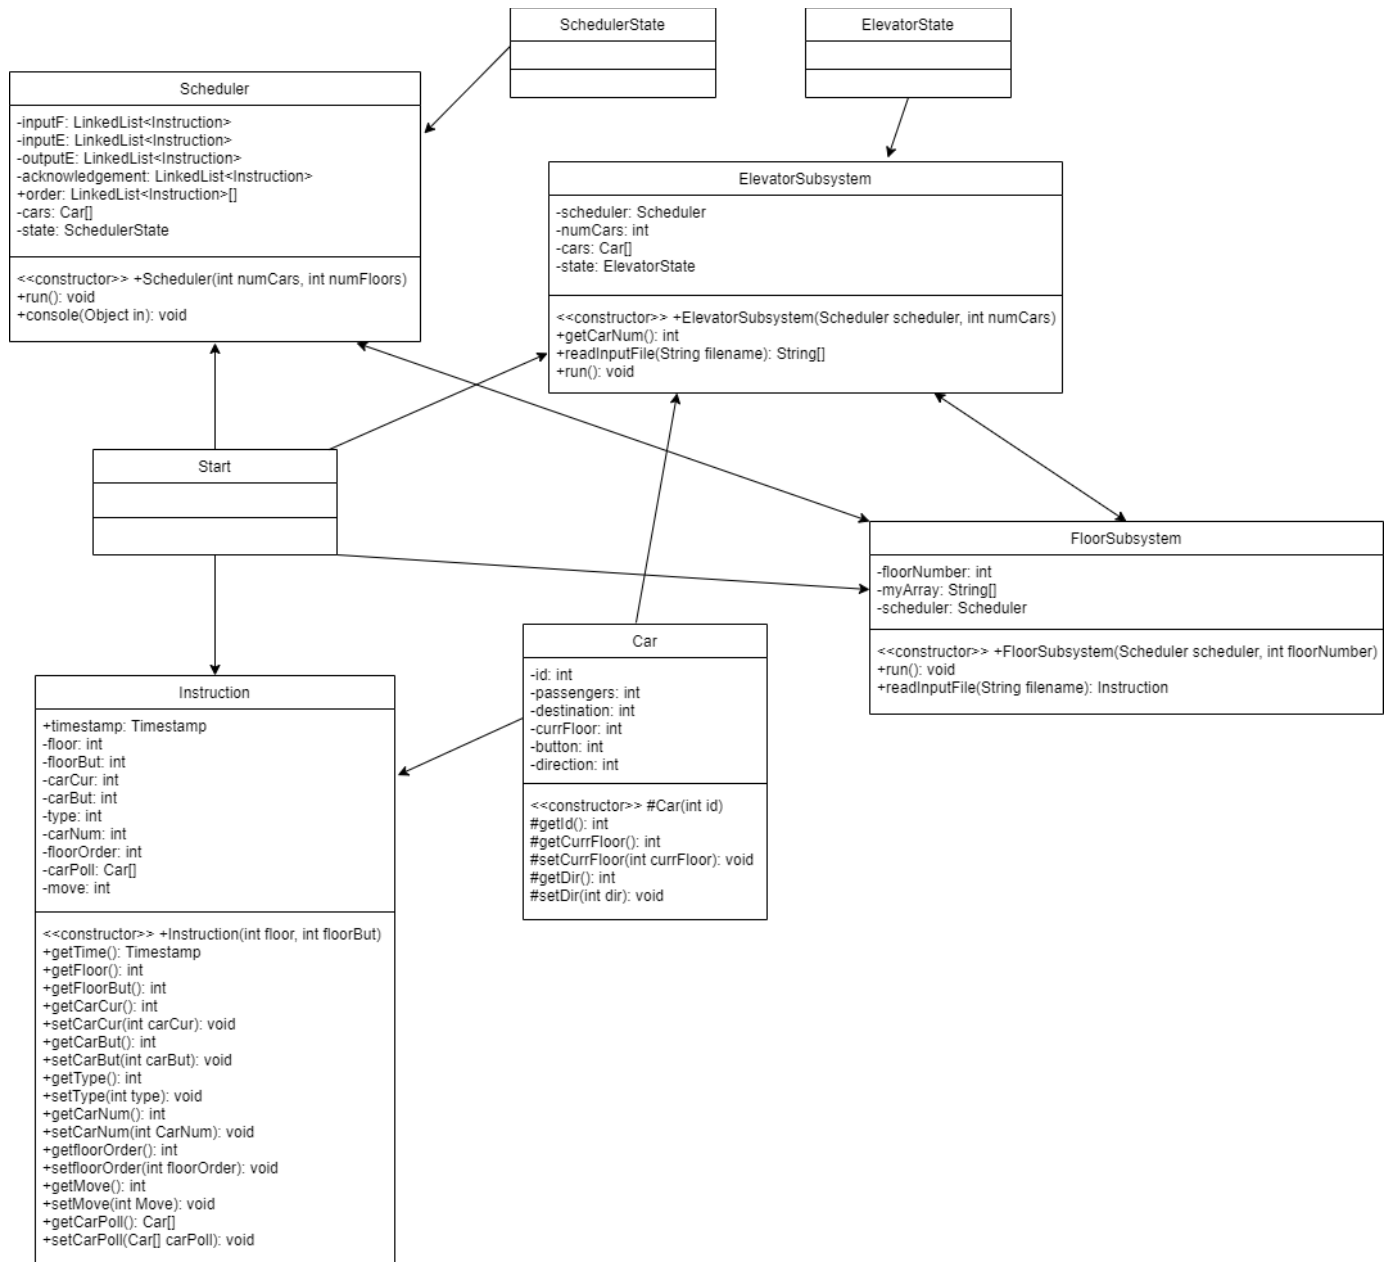 SchedulerState
ElevatorState
Scheduler
-inputF: LinkedList<Instruction>
-inputE: LinkedList<Instruction>
-outputE: LinkedList<Instruction>
-acknowledgement: LinkedList<Instruction>
+order: LinkedList<Instruction>[]
-cars: Car[]
-state: SchedulerState
<<constructor>> +Scheduler(int numCars, int numFloors)
+run(): void
+console(Object in): void
ElevatorSubsystem
-scheduler: Scheduler
-numCars: int
-cars: Car[]
-state: ElevatorState
<<constructor>> +ElevatorSubsystem(Scheduler scheduler, int numCars)
+getCarNum(): int
+readInputFile(String filename): String[]
+run(): void
Start
FloorSubsystem
-floorNumber: int
-myArray: String[]
-scheduler: Scheduler
<<constructor>> +FloorSubsystem(Scheduler scheduler, int floorNumber)
+run(): void
+readInputFile(String filename): Instruction
Car
-id: int
-passengers: int
-destination: int
-currFloor: int
-button: int
-direction: int
<<constructor>> #Car(int id)
#getId(): int
#getCurrFloor(): int
#setCurrFloor(int currFloor): void
#getDir(): int
#setDir(int dir): void
Instruction
+timestamp: Timestamp
-floor: int
-floorBut: int
-carCur: int
-carBut: int
-type: int
-carNum: int
-floorOrder: int
-carPoll: Car[]
-move: int
<<constructor>> +Instruction(int floor, int floorBut)
+getTime(): Timestamp
+getFloor(): int
+getFloorBut(): int
+getCarCur(): int
+setCarCur(int carCur): void
+getCarBut(): int
+setCarBut(int carBut): void
+getType(): int
+setType(int type): void
+getCarNum(): int
+setCarNum(int CarNum): void
+getfloorOrder(): int
+setfloorOrder(int floorOrder): void
+getMove(): int
+setMove(int Move): void
+getCarPoll(): Car[]
+setCarPoll(Car[] carPoll): void